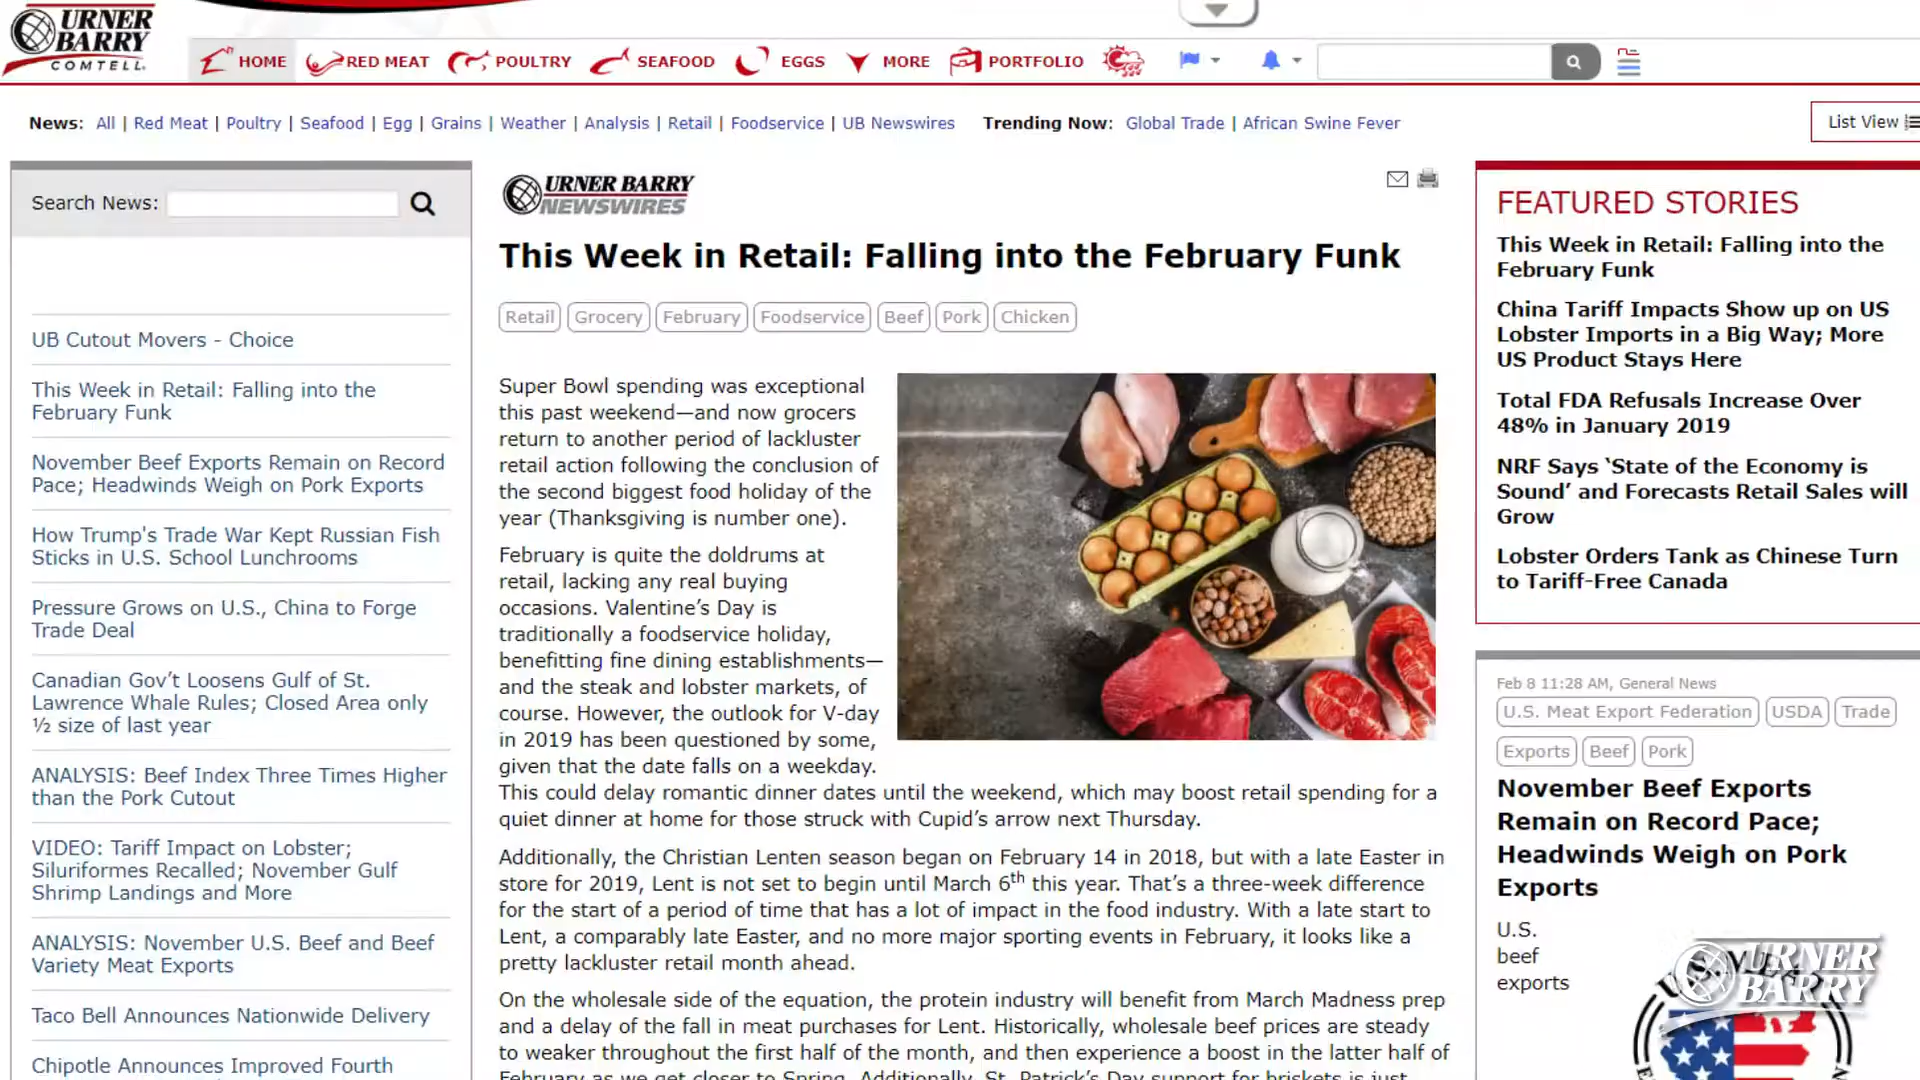 URNER
BARRY
COMTELL
HOME
RED MEAT
POULTRY
SEAFOOD
EGGS
MORE
PORTFOLIO
News: All | Red Meat | Poultry | Seafood | Egg | Grains | Weather | Analysis | Retail | Foodservice | UB Newswires
Trending Now: Global Trade | African Swine Fever
List View
Search News:
UB Cutout Movers - Choice
This Week in Retail: Falling into the
February Funk
November Beef Exports Remain on Record
Pace; Headwinds Weigh on Pork Exports
How Trump's Trade War Kept Russian Fish
Sticks in U.S. School Lunchrooms
Pressure Grows on U.S., China to Forge
Trade Deal
Canadian Gov’t Loosens Gulf of St.
Lawrence Whale Rules; Closed Area only
½ size of last year
ANALYSIS: Beef Index Three Times Higher
than the Pork Cutout
VIDEO: Tariff Impact on Lobster;
Siluriformes Recalled; November Gulf
Shrimp Landings and More
ANALYSIS: November U.S. Beef and Beef
Variety Meat Exports
Taco Bell Announces Nationwide Delivery
Chipotle Announces Improved Fourth
URNER BARRY
NEWSWIRES
This Week in Retail: Falling into the February Funk
Retail Grocery February Foodservice Beef Pork Chicken
Super Bowl spending was exceptional
this past weekend—and now grocers
return to another period of lackluster
retail action following the conclusion of
the second biggest food holiday of the
year (Thanksgiving is number one).
February is quite the doldrums at
retail, lacking any real buying
occasions. Valentine’s Day is
traditionally a foodservice holiday,
benefitting fine dining establishments—
and the steak and lobster markets, of
course. However, the outlook for V-day
in 2019 has been questioned by some,
given that the date falls on a weekday.
This could delay romantic dinner dates until the weekend, which may boost retail spending for a
quiet dinner at home for those struck with Cupid’s arrow next Thursday.
Additionally, the Christian Lenten season began on February 14 in 2018, but with a late Easter in
store for 2019, Lent is not set to begin until March 6th this year. That’s a three-week difference
for the start of a period of time that has a lot of impact in the food industry. With a late start to
Lent, a comparably late Easter, and no more major sporting events in February, it looks like a
pretty lackluster retail month ahead.
On the wholesale side of the equation, the protein industry will benefit from March Madness prep
and a delay of the fall in meat purchases for Lent. Historically, wholesale beef prices are steady
to weaker throughout the first half of the month, and then experience a boost in the latter half of
February as we get closer to Spring. Additionally, St. Patrick’s Day support for briskets is just
FEATURED STORIES
This Week in Retail: Falling into the
February Funk
China Tariff Impacts Show up on US
Lobster Imports in a Big Way; More
US Product Stays Here
Total FDA Refusals Increase Over
48% in January 2019
NRF Says ‘State of the Economy is
Sound’ and Forecasts Retail Sales will
Grow
Lobster Orders Tank as Chinese Turn
to Tariff-Free Canada
Feb 8 11:28 AM, General News
U.S. Meat Export Federation USDA Trade
Exports Beef Pork
November Beef Exports
Remain on Record Pace;
Headwinds Weigh on Pork
Exports
U.S.
beef
exports
URNER
BARRY